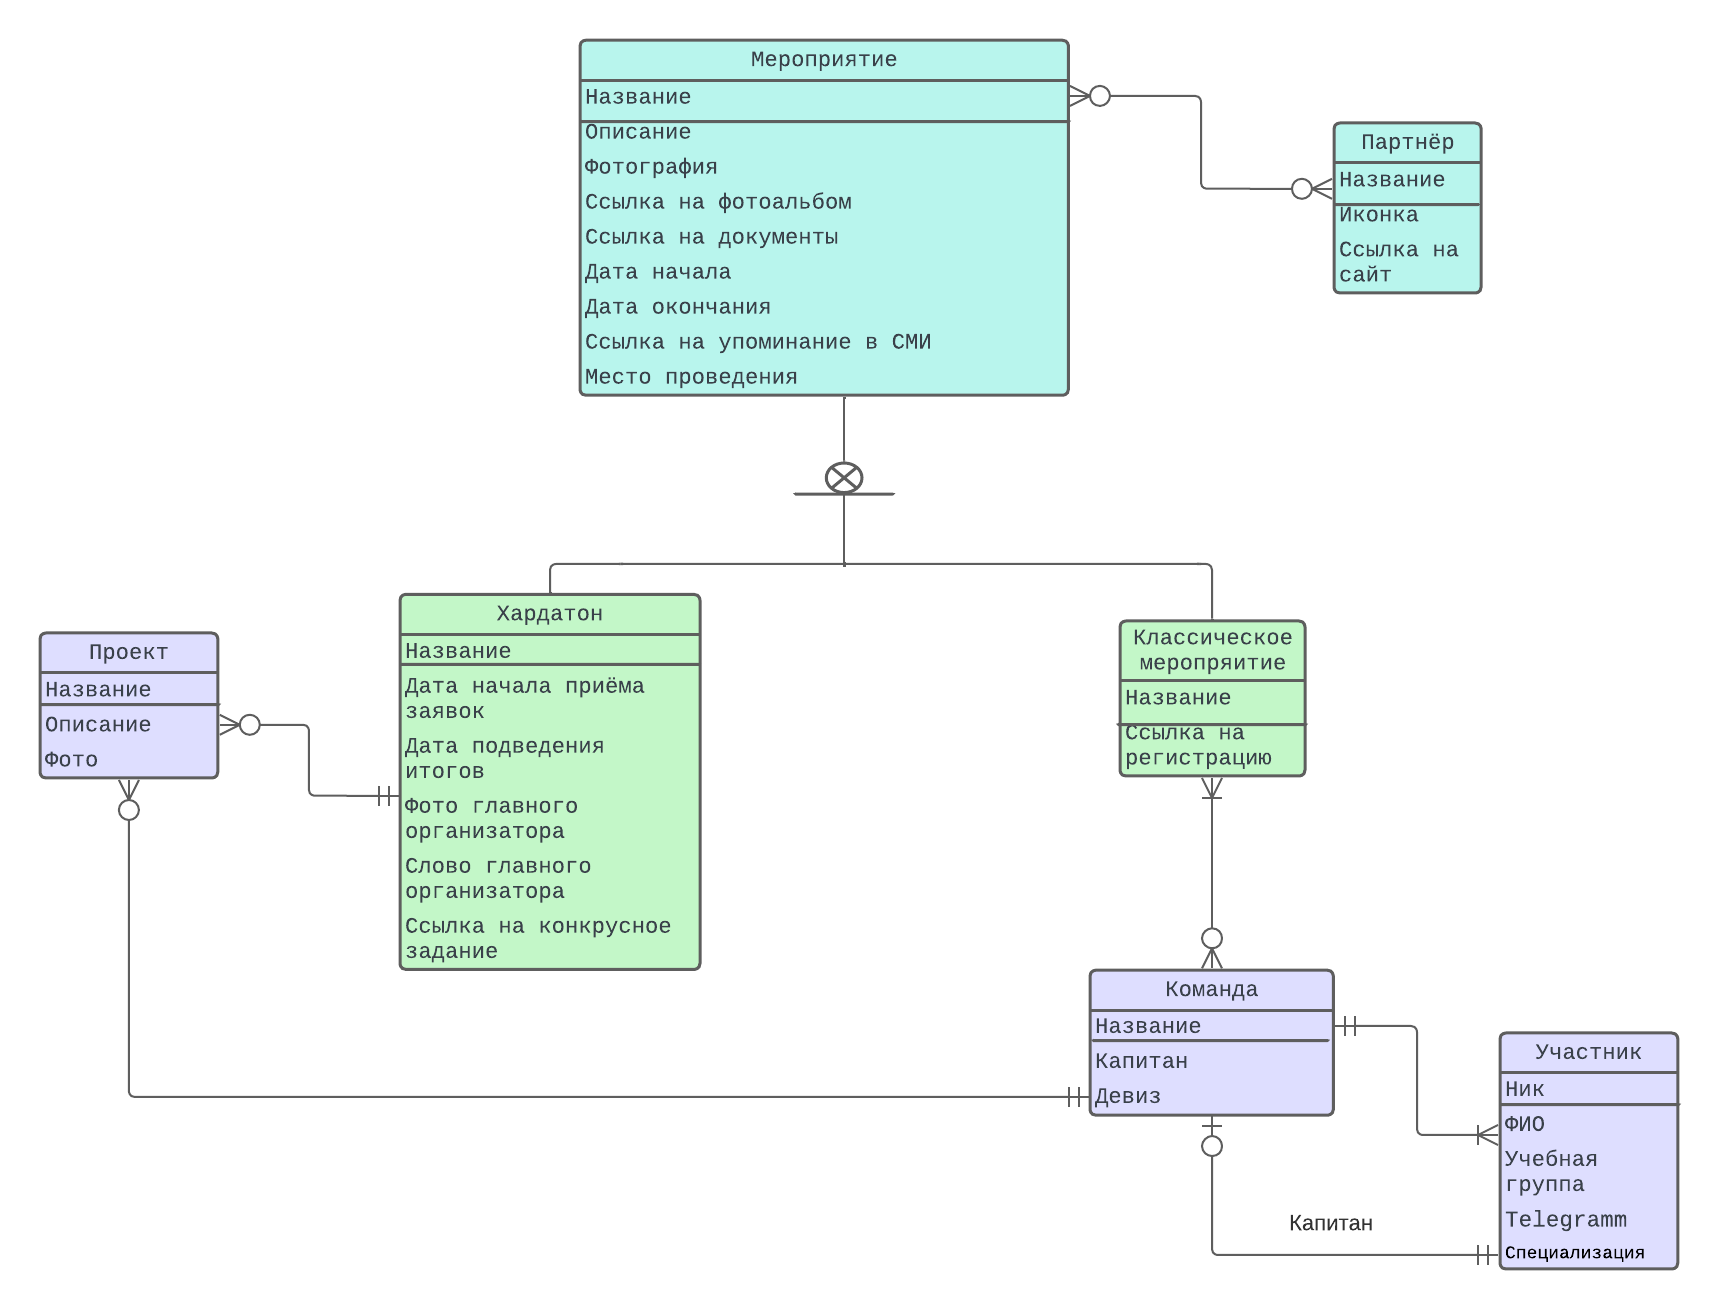 Мероприятие
Название
Описание
Фотография
Ссылка на фотоальбом
Ссылка на документы
Дата начала
Дата окончания
Ссылка на упоминание в СМИ
Место проведения
Партнёр
Название
Иконка
Ссылка на
сайт
Проект
Название
Описание
Фото
Хардатон
Название
Дата начала приёма
заявок
Дата подведения
итогов
Фото главного
организатора
Слово главного
организатора
Ссылка на конкрусное
задание
Классическое
меропряитие
Название
Ссылка на
регистрацию
Команда
Название
Капитан
Девиз
Участник
Ник
ФИО
Учебная
группа
Telegramm
Специализация
Капитан